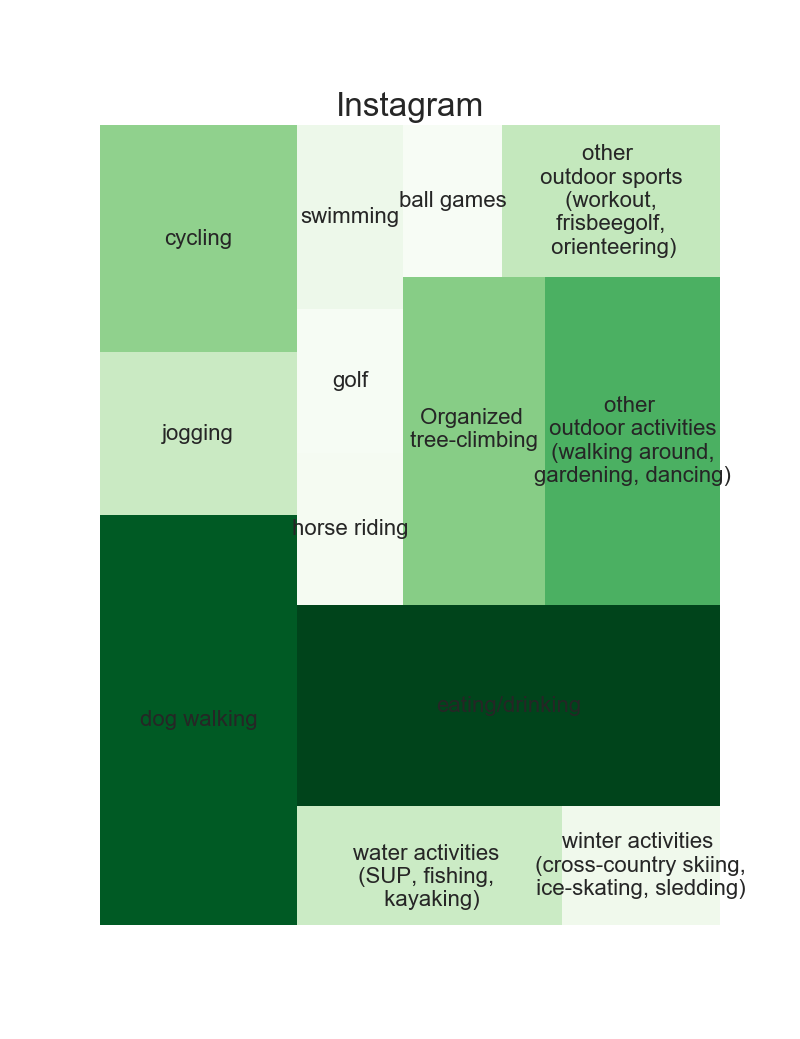 Instagram
cycling
swimming
ball games
other
outdoor sports
(workout,
frisbeegolf,
orienteering)
jogging
golf
Organized
tree-climbing
other
outdoor activities
(walking around,
gardening, dancing)
horse riding
dog walking
eating/drinking
water activities
(SUP, fishing,
kayaking)
winter activities
(cross-country skiing,
ice-skating, sledding)